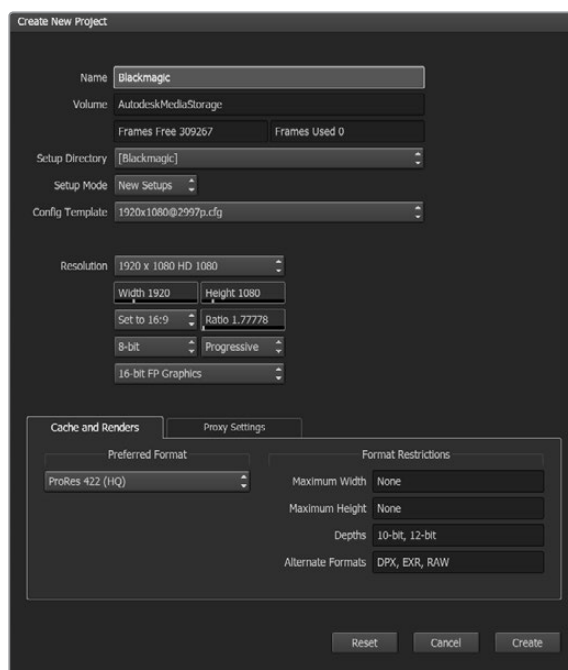 Create New Project
Name Blackmagic
Volume AutodeskMediaStorage
Frames Free 309267 Frames Used 0
Setup Directory [Blackmagic]
Setup Mode New Setups
Config Template 1920x1080@2997p.cfg
Resolution 1920 x 1080 HD 1080
Width 1920 Height 1080
Set to 16:9 Ratio 1.77778
8-bit Progressive
16-bit FP Graphics
Cache and Renders Proxy Settings
Preferred Format Format Restrictions
ProRes 422 (HQ) Maximum Width None
Maximum Height None
Depths 10-bit, 12-bit
Alternate Formats DPX, EXR, RAW
Reset Cancel Create